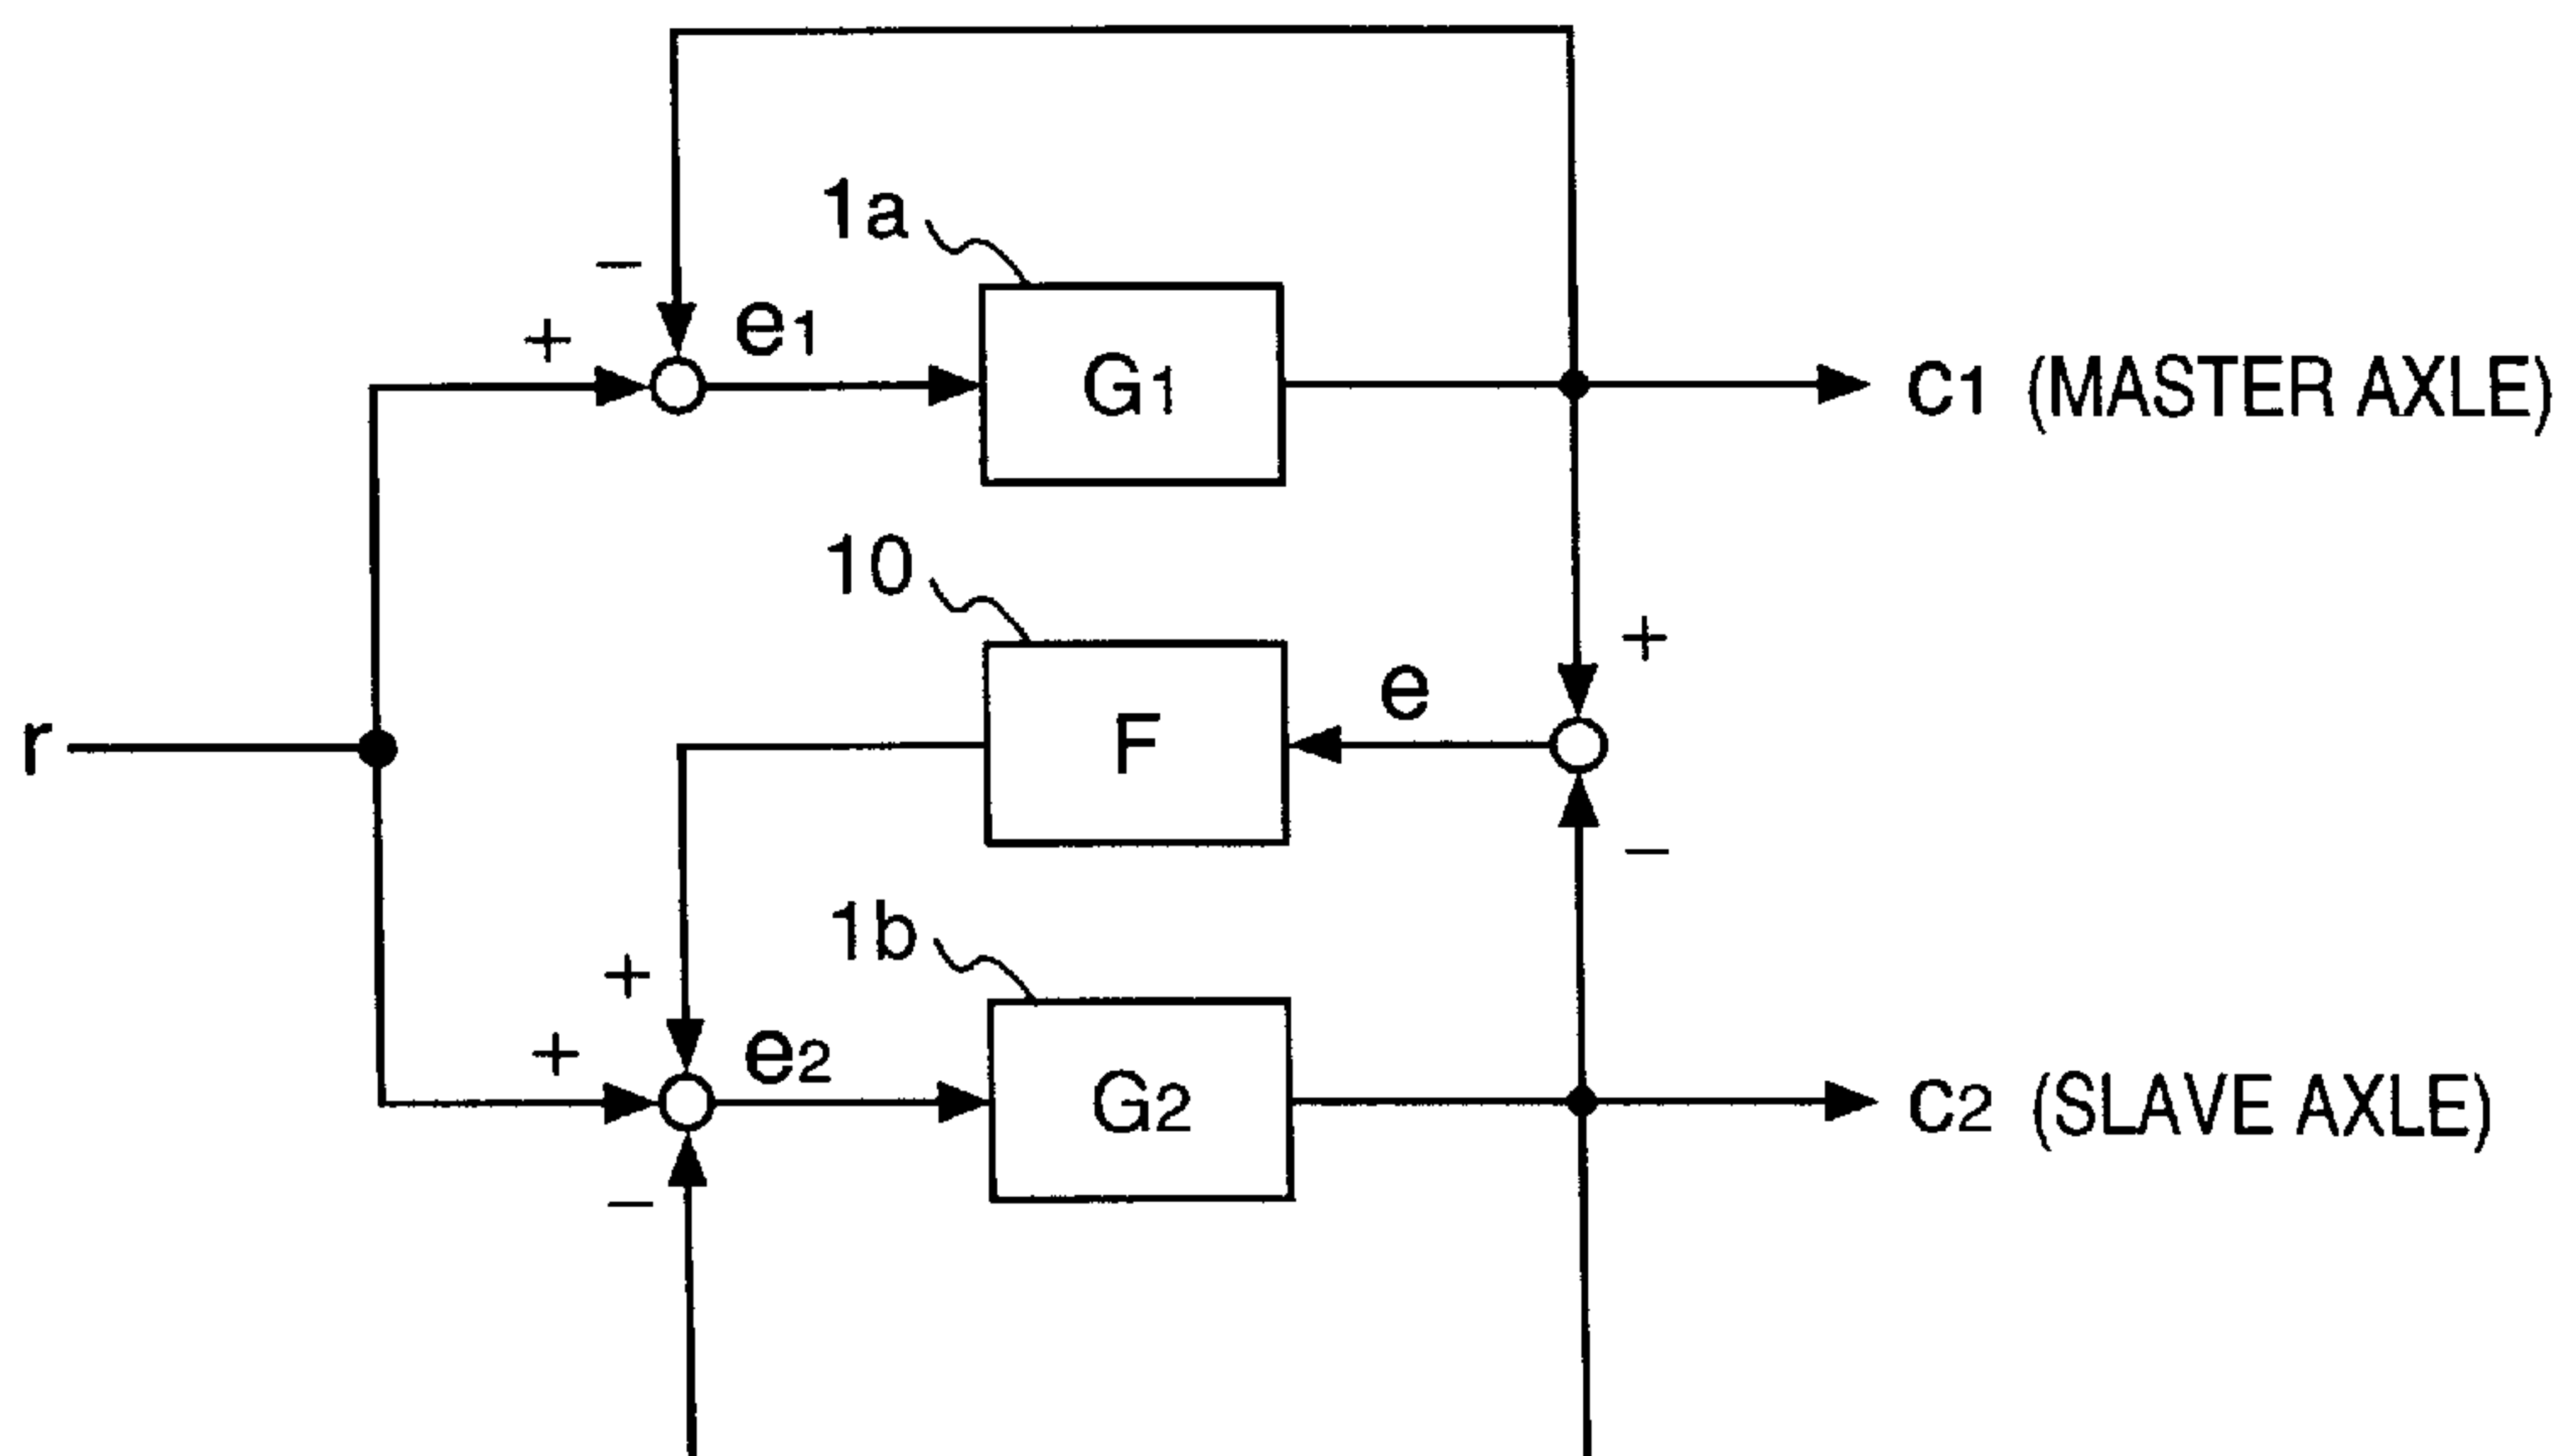 1a
−
+
e1
G1
c1 (MASTER AXLE)
10
+
e
r
F
−
1b
+
+
e2
G2
c2 (SLAVE AXLE)
−